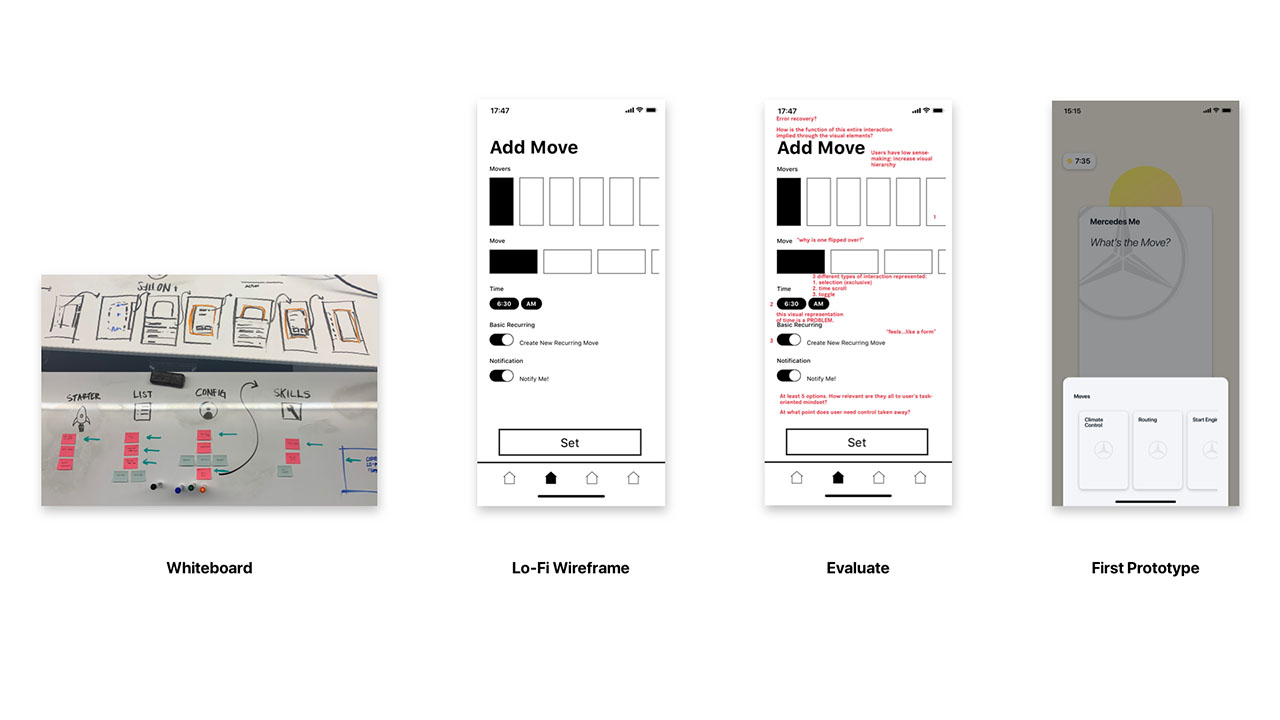 ACTION
STARTER
LIST
CONFIG
SKILLS
Whiteboard
17:47
Add Move
Movers
Move
Time
6:30 AM
Basic Recurring
Create New Recurring Move
Notification
Notify Me!
Set
Lo-Fi Wireframe
17:47
Error recovery?
How is the function of this entire interaction
implied through the visual elements?
Add Move
Users have low sense-
making: increase visual
hierarchy
Movers
1
Move "why is one flipped over?"
3 different types of interaction represented:
1. selection (exclusive)
2. time scroll
3. toggle
Time
2 6:30 AM
this visual representation
of time is a PROBLEM.
Basic Recurring
"feels...like a form"
3 Create New Recurring Move
Notification
Notify Me!
At least 5 options. How relevant are they all to user's task-
oriented mindset?
At what point does user need control taken away?
Set
Evaluate
15:15
7:35
Mercedes Me
What's the Move?
Moves
Climate
Control
Routing
Start Engi
First Prototype